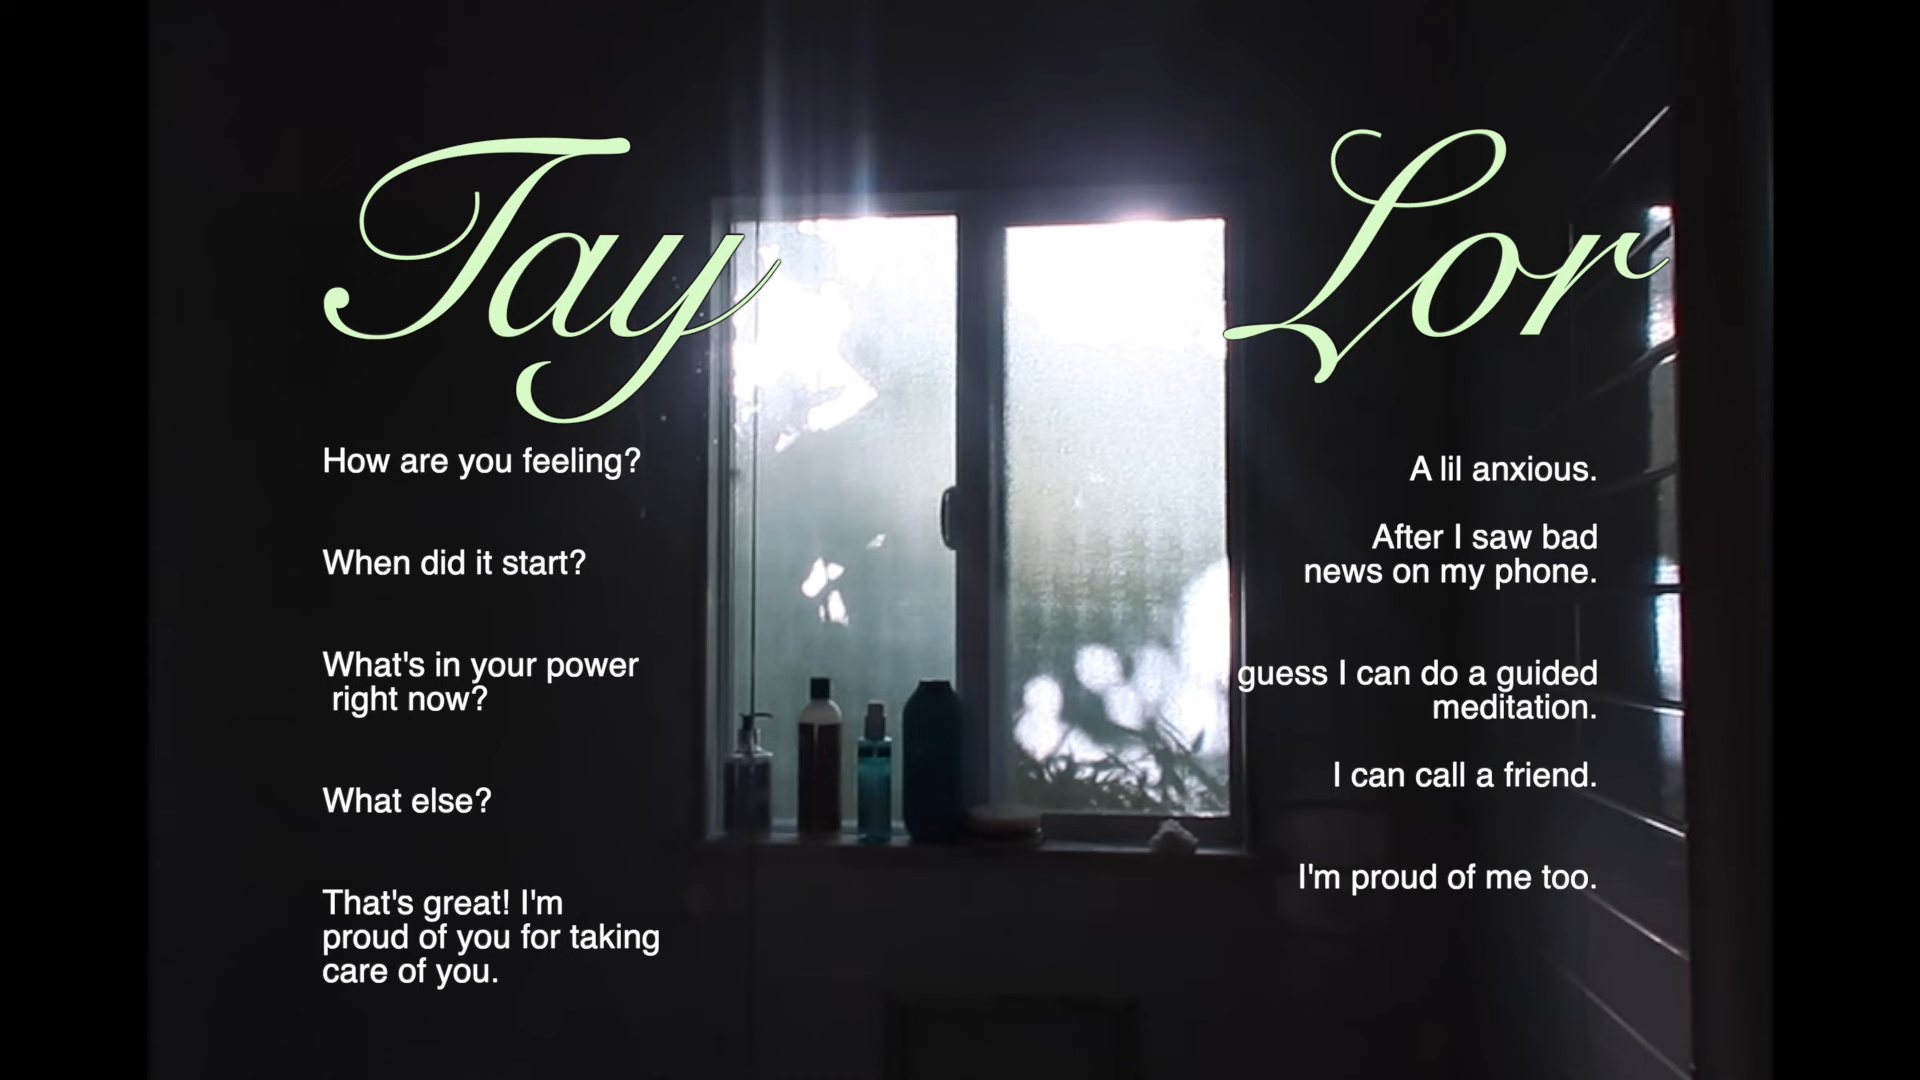 Tay
Lor
How are you feeling?
A lil anxious.
When did it start?
After I saw bad
news on my phone.
What's in your power
right now?
guess I can do a guided
meditation.
What else?
I can call a friend.
That's great! I'm
proud of you for taking
care of you.
I'm proud of me too.